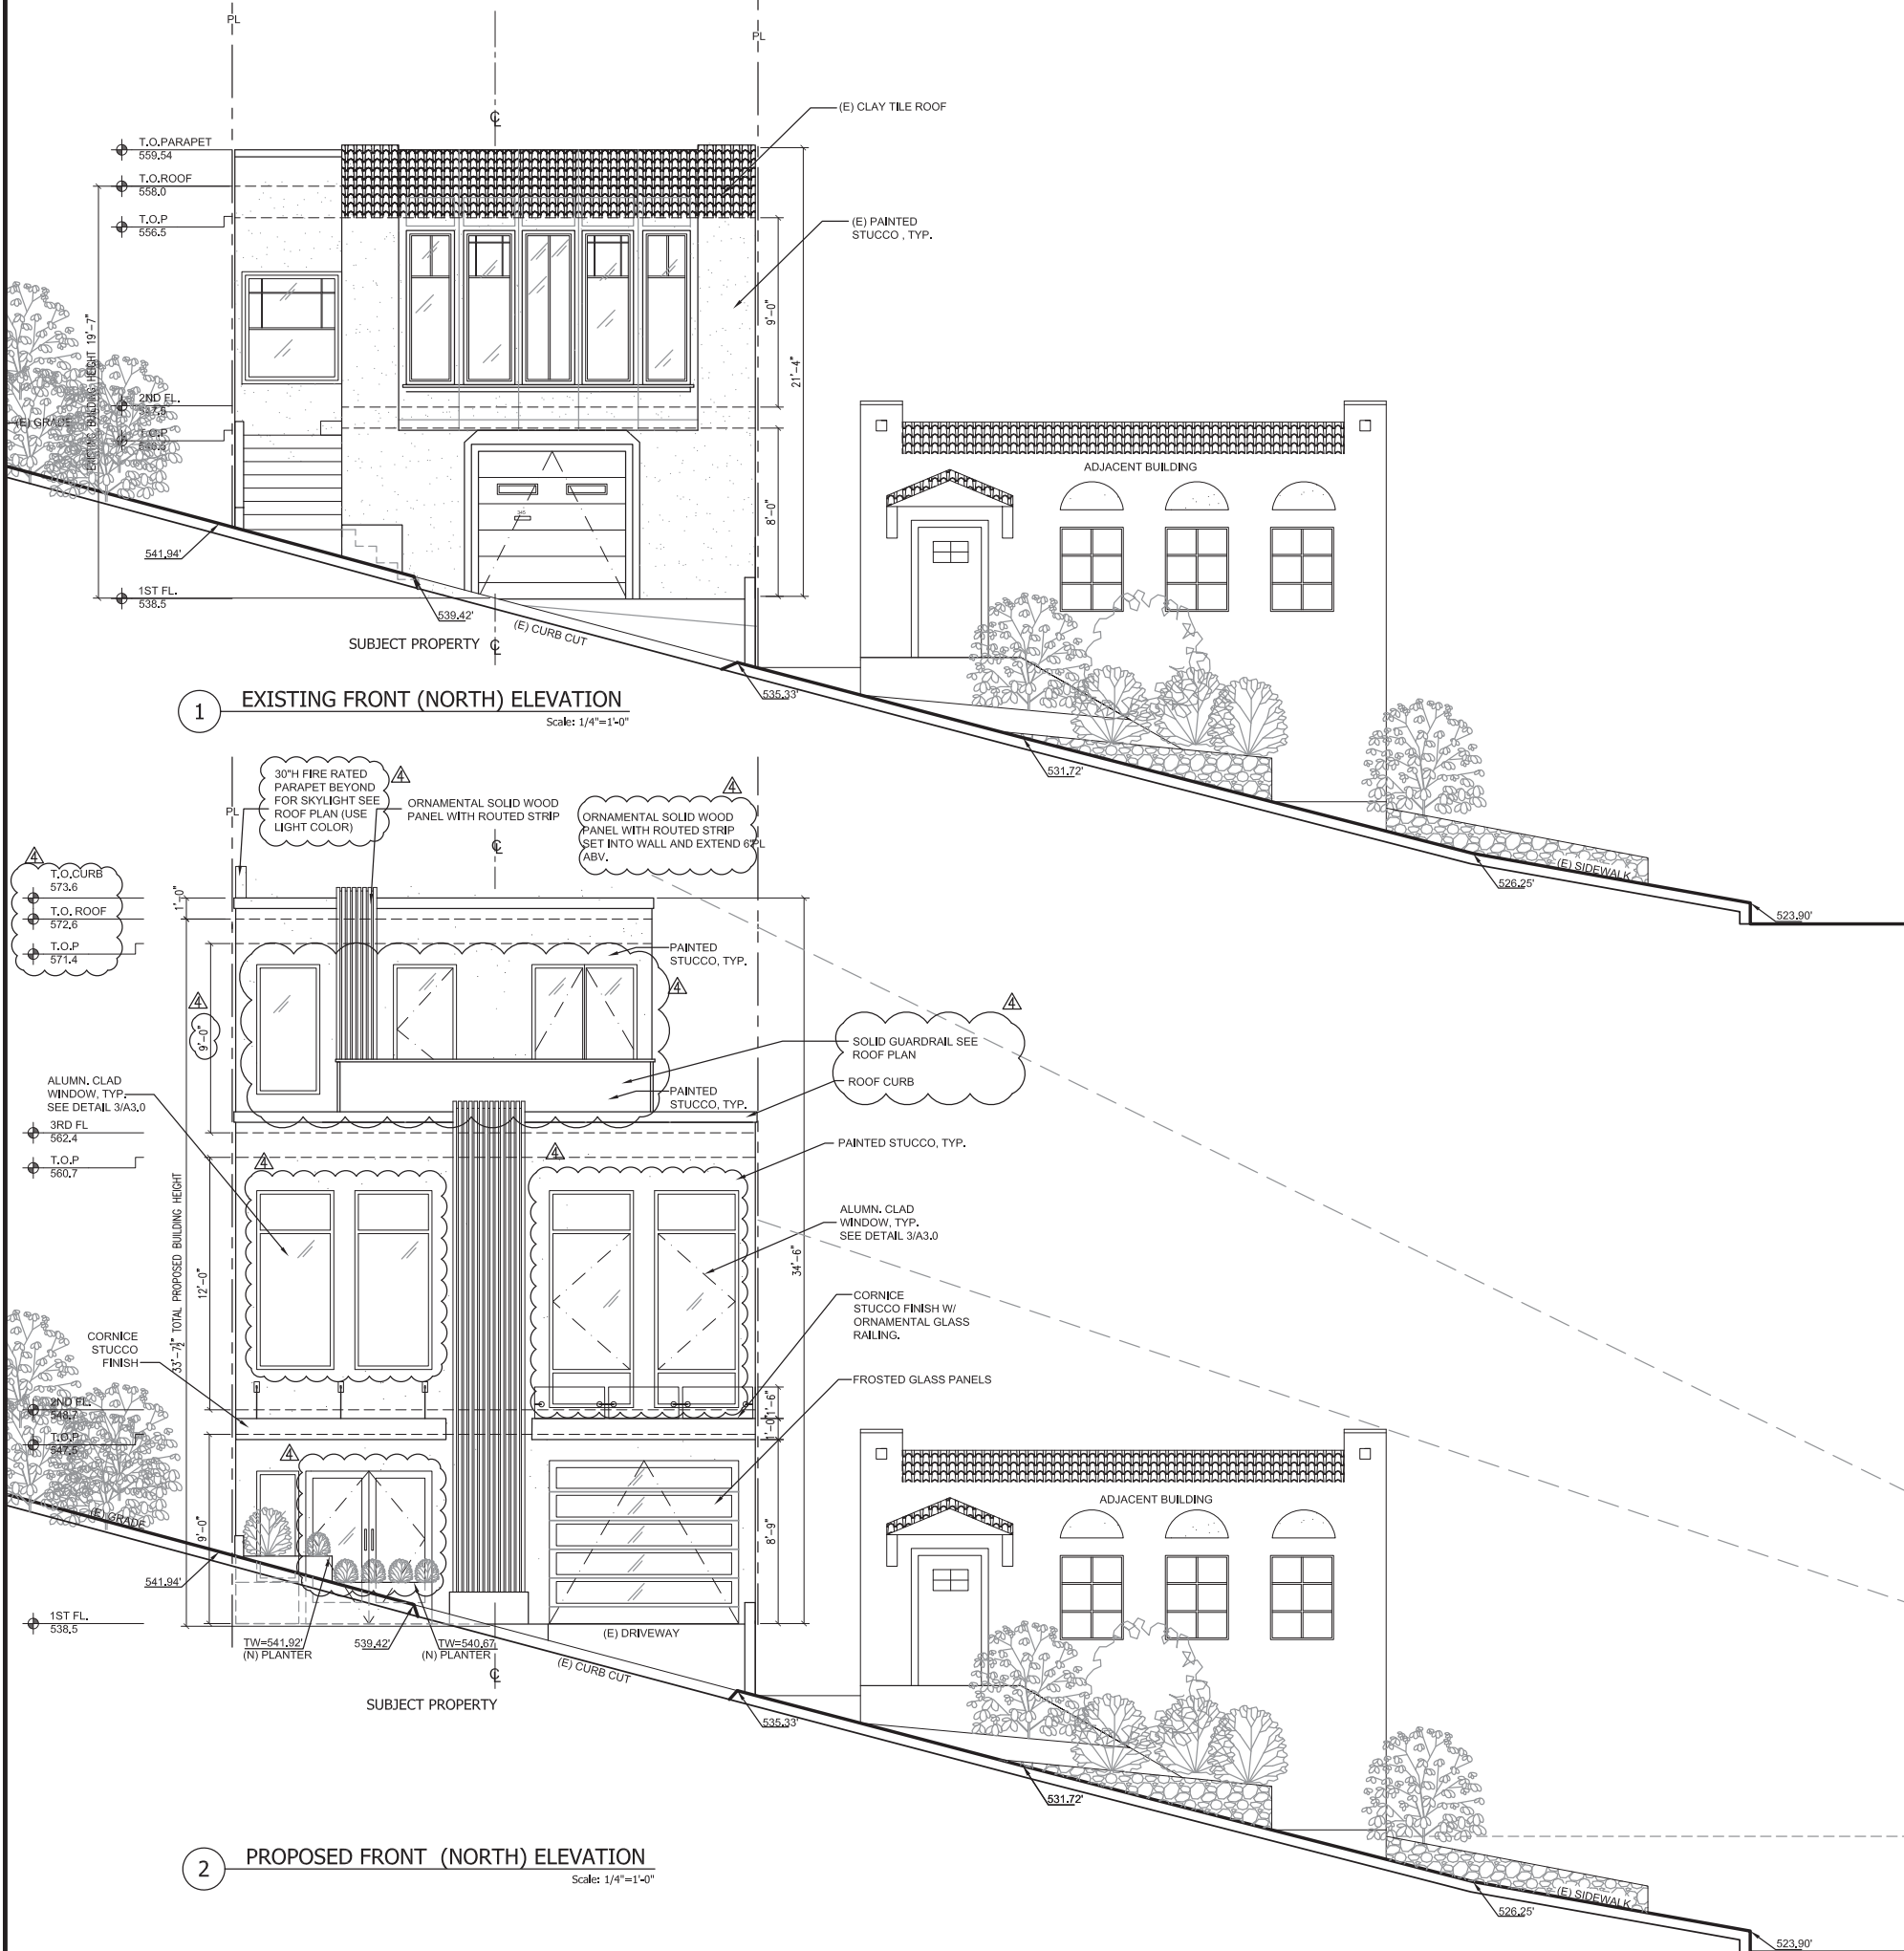 PL
PL
(E) CLAY TILE ROOF
T.O.PARAPET
559.54
T.O.ROOF
558.0
T.O.P
556.5
(E) PAINTED
STUCCO , TYP.
EXISTING BUILDING HEIGHT 19'-7"
9'-0"
21'-4"
2ND FL.
(E) GRADE
T.O.P
8'-0"
345
ADJACENT BUILDING
541.94'
1ST FL.
538.5
539.42'
(E) CURB CUT
SUBJECT PROPERTY
535.33'
1
EXISTING FRONT (NORTH) ELEVATION
Scale: 1/4"=1'-0"
531.72'
(E) SIDEWALK
526.25'
523.90'
30"H FIRE RATED
PARAPET BEYOND
FOR SKYLIGHT SEE
ROOF PLAN (USE
LIGHT COLOR)
4
PL
ORNAMENTAL SOLID WOOD
PANEL WITH ROUTED STRIP
4
ORNAMENTAL SOLID WOOD
PANEL WITH ROUTED STRIP
SET INTO WALL AND EXTEND 6"
ABV.
PL
4
T.O.CURB
573.6
T.O. ROOF
572.6
T.O.P
571.4
1'-0"
PAINTED
STUCCO, TYP.
4
4
9'-0"
4
SOLID GUARDRAIL SEE
ROOF PLAN
ROOF CURB
PAINTED
STUCCO, TYP.
ALUMN. CLAD
WINDOW, TYP.
SEE DETAIL 3/A3.0
3RD FL
562.4
T.O.P
560.7
PAINTED STUCCO, TYP.
4
4
33'-7½" TOTAL PROPOSED BUILDING HEIGHT
12'-0"
ALUMN. CLAD
WINDOW, TYP.
SEE DETAIL 3/A3.0
34'-6"
CORNICE
STUCCO FINISH W/
ORNAMENTAL GLASS
RAILING.
CORNICE
STUCCO
FINISH
FROSTED GLASS PANELS
2ND FL.
548.7
T.O.P
547.5
1'-6"
1'-0"
4
ADJACENT BUILDING
(E) GRADE
9'-0"
8'-9"
541.94'
1ST FL.
538.5
TW=541.92'
(N) PLANTER
539.42'
TW=540.67
(N) PLANTER
(E) DRIVEWAY
(E) CURB CUT
SUBJECT PROPERTY
535.33'
531.72'
2
PROPOSED FRONT (NORTH) ELEVATION
Scale: 1/4"=1'-0"
(E) SIDEWALK
526.25'
523.90'